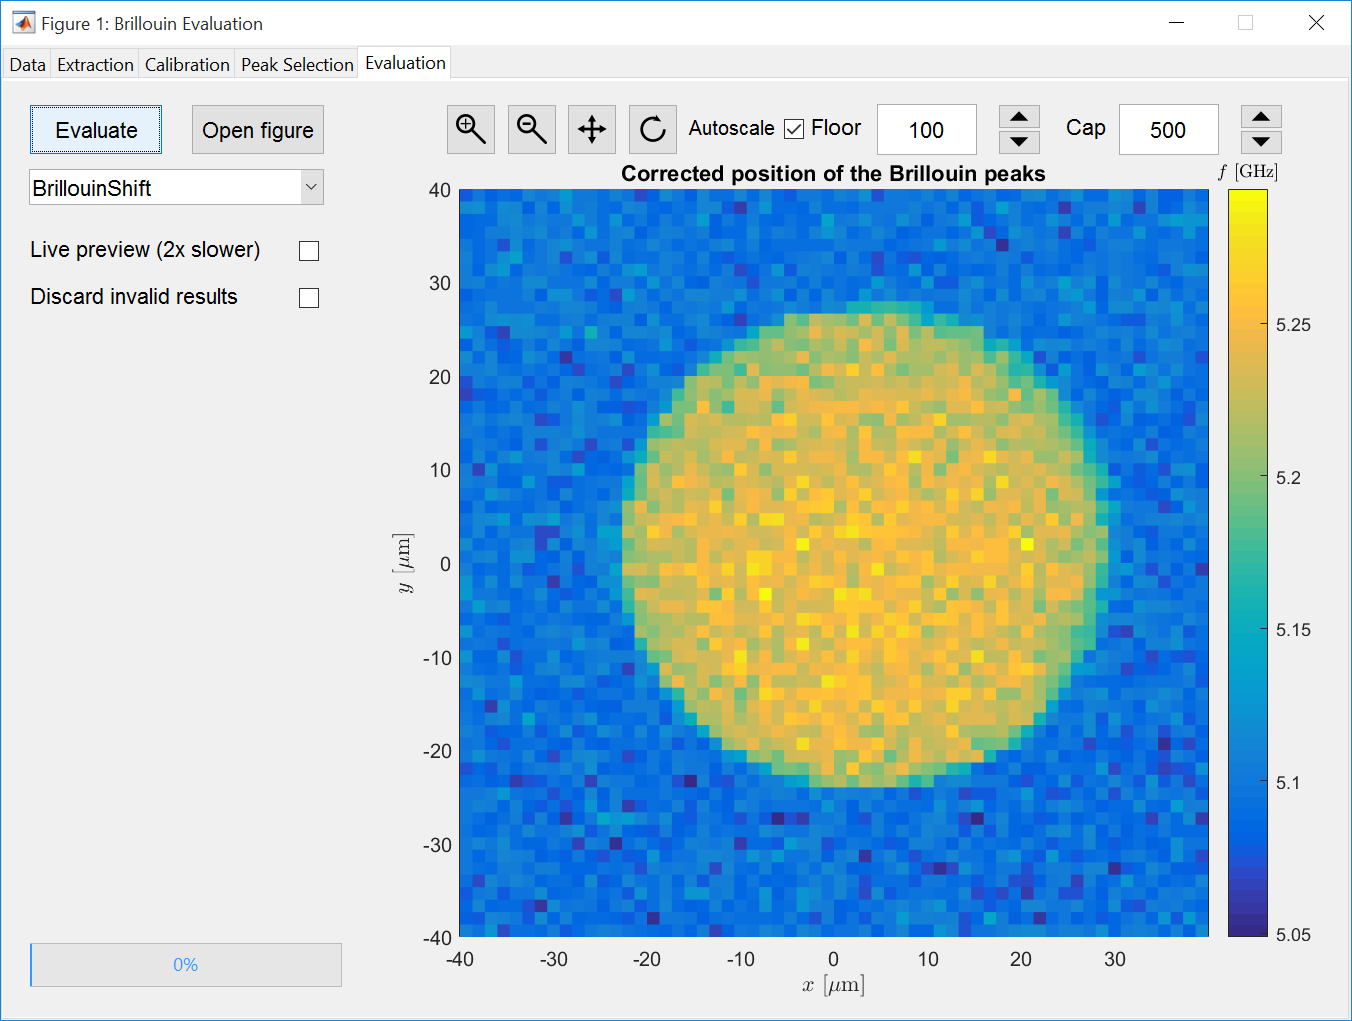 Figure 1: Brillouin Evaluation
Data Extraction Calibration Peak Selection Evaluation
Evaluate Open figure Autoscale Floor 100 Cap 500
BrillouinShift
Live preview (2x slower)
Discard invalid results
0%
Corrected position of the Brillouin peaks
f [GHz]
40
30
20
10
0
-10
-20
-30
-40
y [μm]
-40 -30 -20 -10 0 10 20 30
x [μm]
5.25
5.2
5.15
5.1
5.05